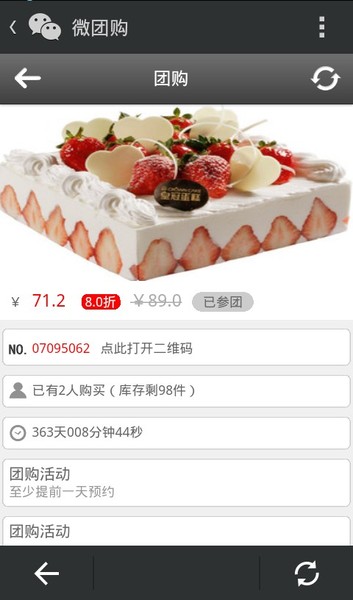 微团购
团购
皇冠蛋糕
¥ 71.2 8.0折 ¥89.0 已参团
NO. 07095062 点此打开二维码
已有2人购买（库存剩98件）
363天008分钟44秒
团购活动
至少提前一天预约
团购活动